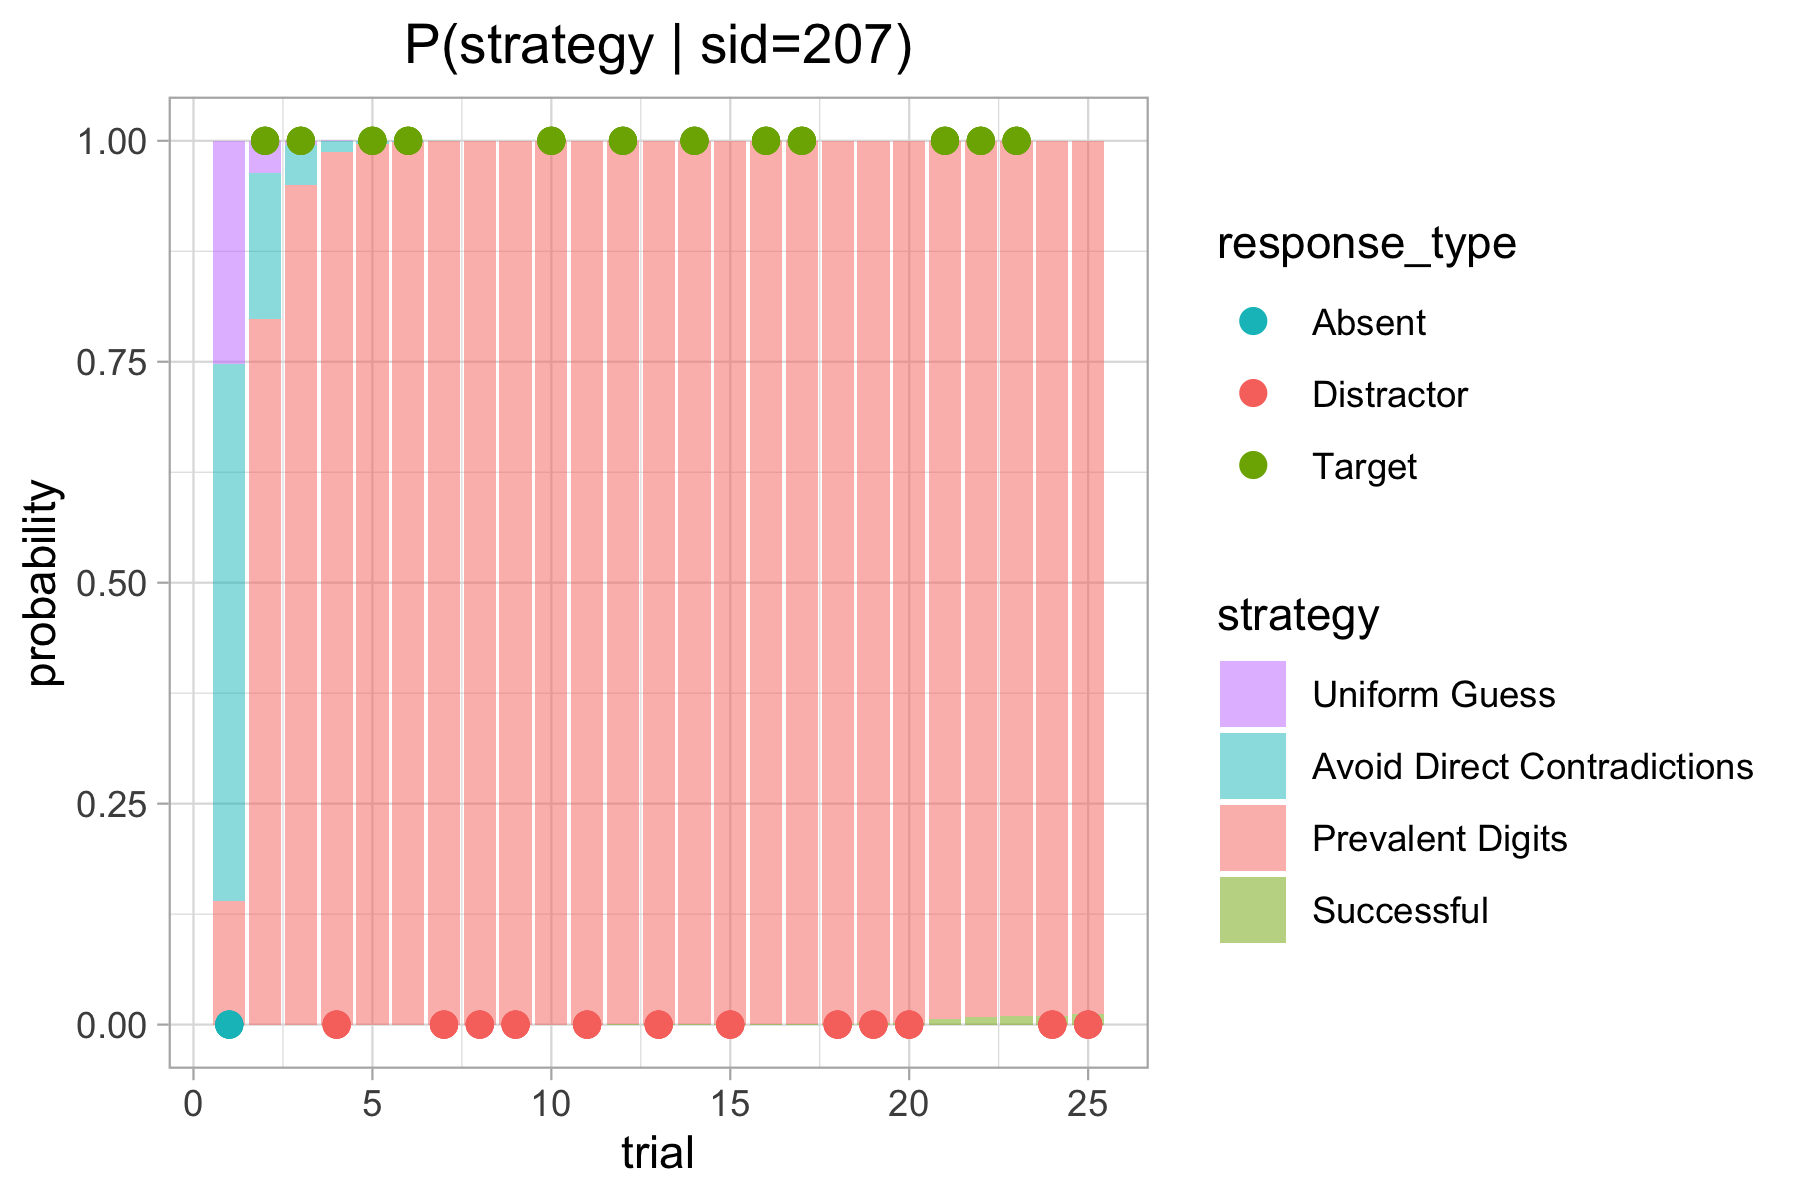 P(strategy | sid=207)
1.00
0.75
0.50
0.25
0.00
probability
0 5 10 15 20 25
trial
response_type
Absent
Distractor
Target
strategy
Uniform Guess
Avoid Direct Contradictions
Prevalent Digits
Successful